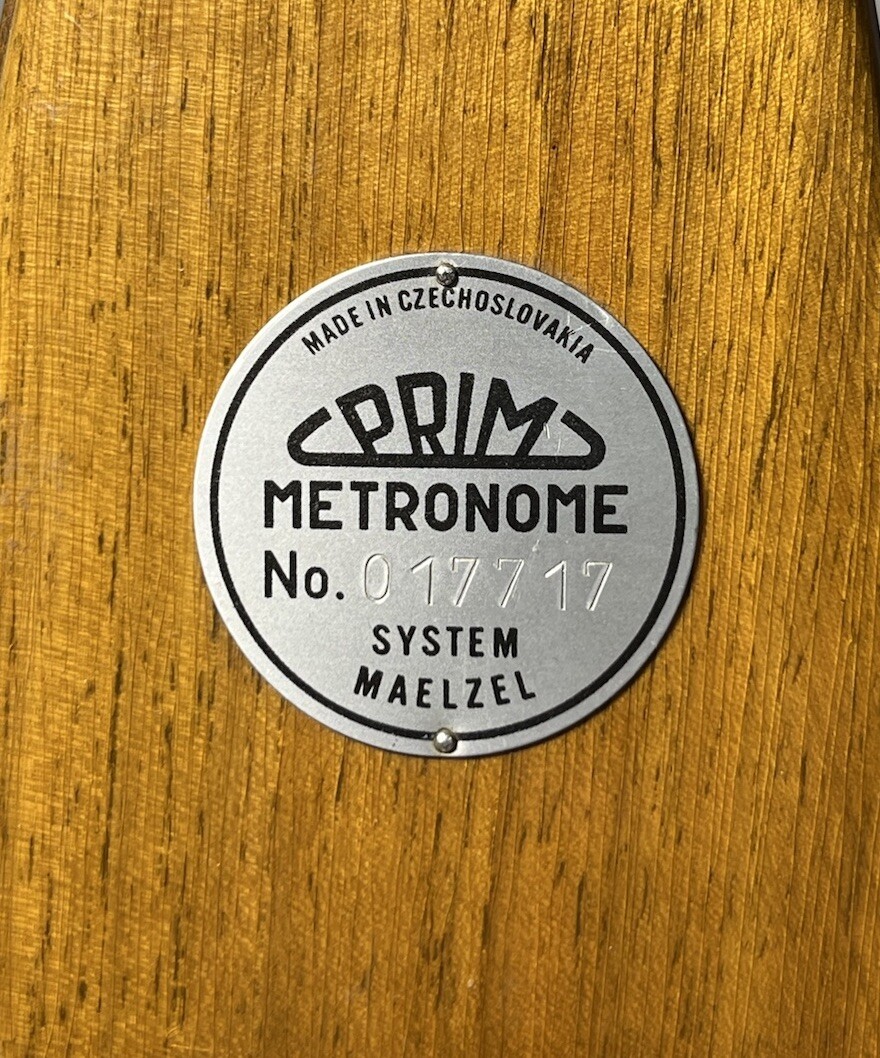 MADE IN CZECHOSLOVAKIA
PRIM
METRONOME
No. 017717
SYSTEM
MAELZEL